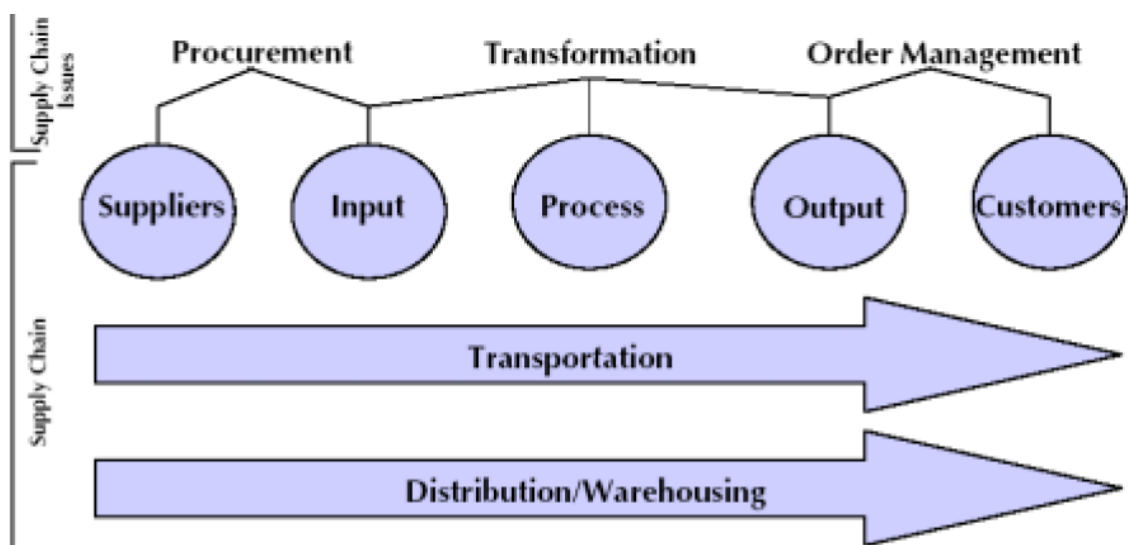 Supply Chain
Issues
Procurement
Transformation
Order Management
Suppliers
Input
Process
Output
Customers
Supply Chain
Transportation
Distribution/Warehousing